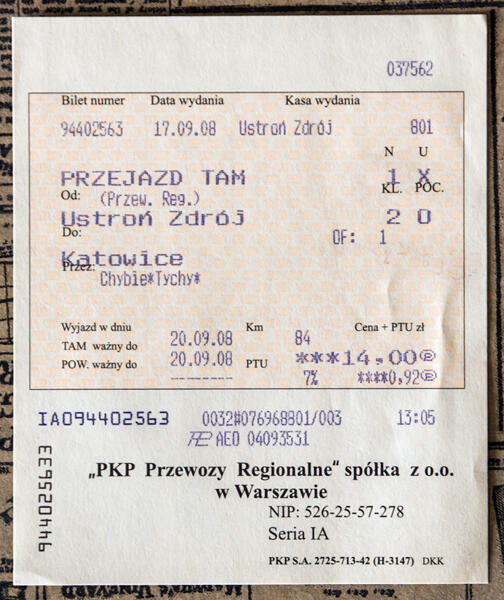 037562
Bilet numer Data wydania Kasa wydania
94402563 17.09.08 Ustroń Zdrój 801
N U
PRZEJAZD TAM 1 X
Od: (Przew. Reg.) KL. POC.
Ustroń Zdrój 2 O
Do: OF: 1
Katowice
Przez: Chybie*Tychy*
Wyjazd w dniu 20.09.08 Km 84 Cena + PTU zł
TAM ważny do 20.09.08 ***14,00
POW. ważny do -------- PTU 7% ****0,92
IA094402563 0032#076968801/003 13:05
AEO 04093531
„PKP Przewozy Regionalne" spółka z o.o.
w Warszawie
NIP: 526-25-57-278
Seria IA
PKP S.A. 2725-713-42 (H-3147) DKK